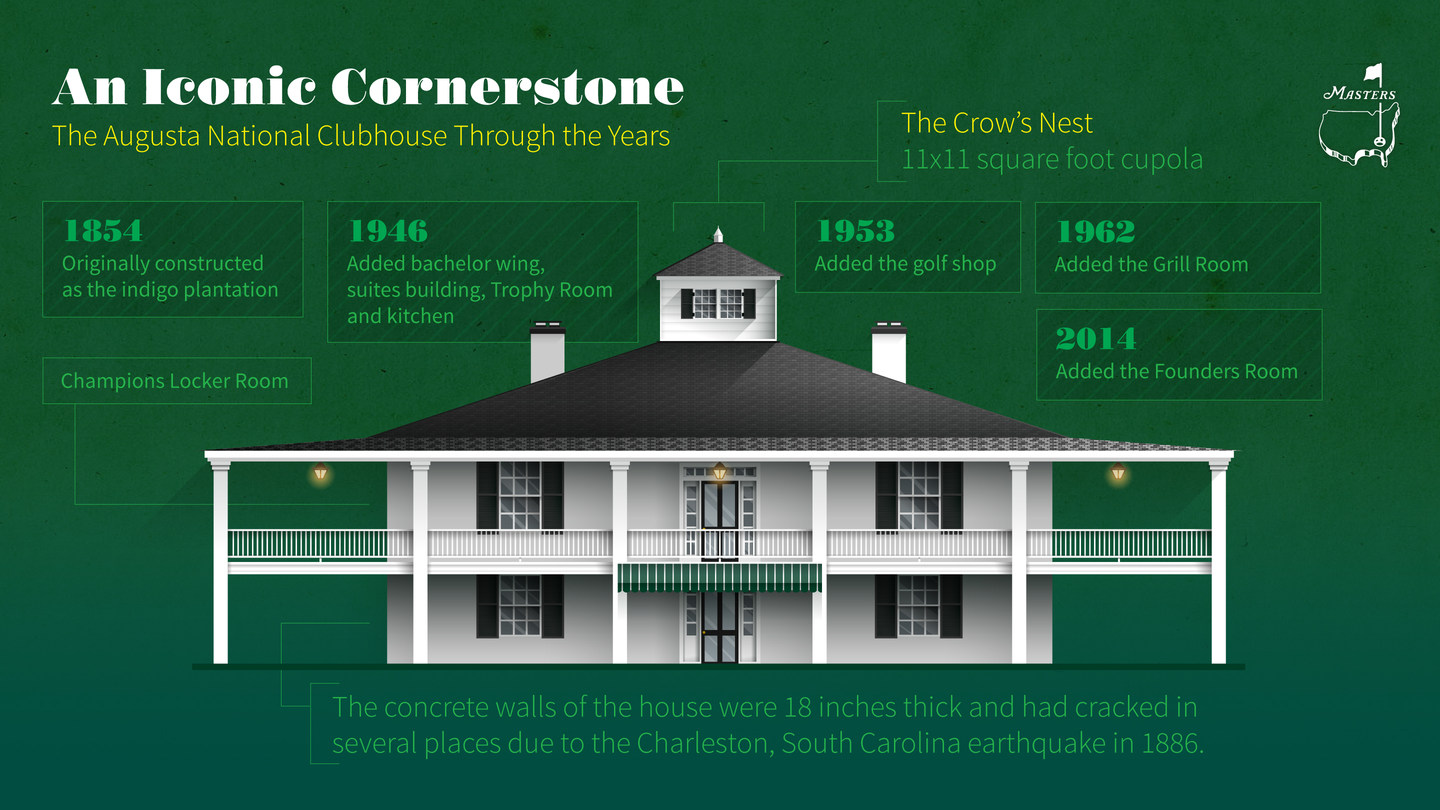 An Iconic Cornerstone
The Augusta National Clubhouse Through the Years
The Crow's Nest
11x11 square foot cupola
MASTERS
1854
Originally constructed
as the indigo plantation
1946
Added bachelor wing,
suites building, Trophy Room
and kitchen
1953
Added the golf shop
1962
Added the Grill Room
2014
Added the Founders Room
Champions Locker Room
The concrete walls of the house were 18 inches thick and had cracked in
several places due to the Charleston, South Carolina earthquake in 1886.